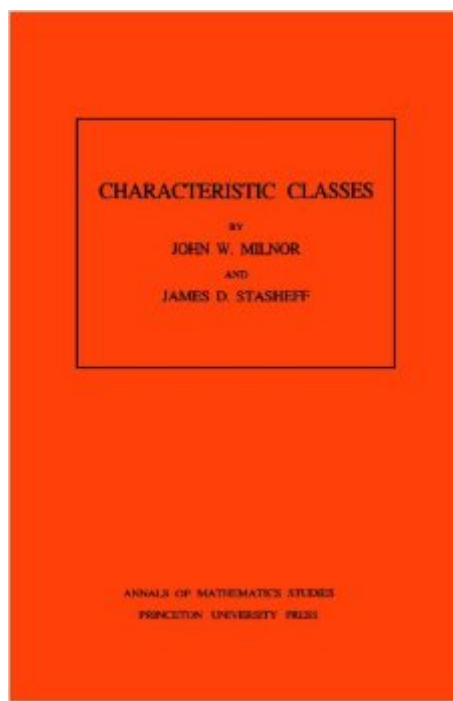 CHARACTERISTIC CLASSES
BY
JOHN W. MILNOR
AND
JAMES D. STASHEFF
ANNALS OF MATHEMATICS STUDIES
PRINCETON UNIVERSITY PRESS